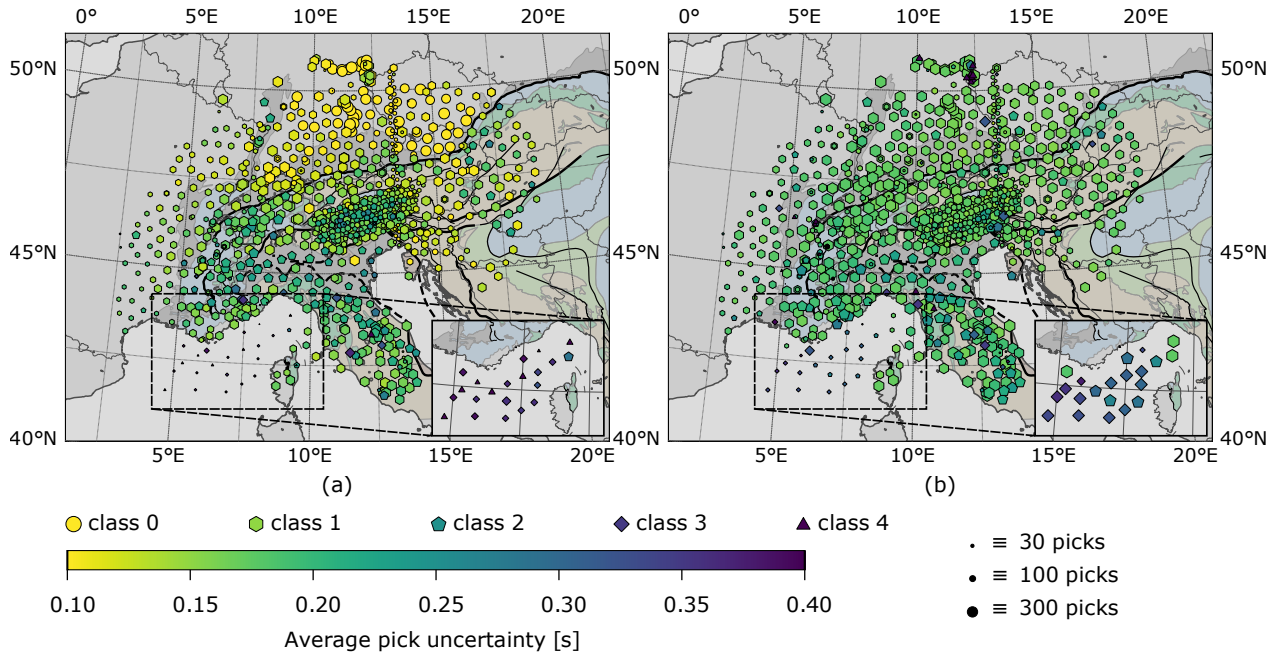 0° 5°E 10°E 15°E 20°E 0° 5°E 10°E 15°E 20°E
50°N 50°N 50°N
45°N 45°N 45°N
40°N 40°N 40°N
5°E 10°E 15°E 20°E 5°E 10°E 15°E 20°E
(a) (b)
class 0 class 1 class 2 class 3 class 4
≡ 30 picks
≡ 100 picks
≡ 300 picks
0.10 0.15 0.20 0.25 0.30 0.35 0.40
Average pick uncertainty [s]